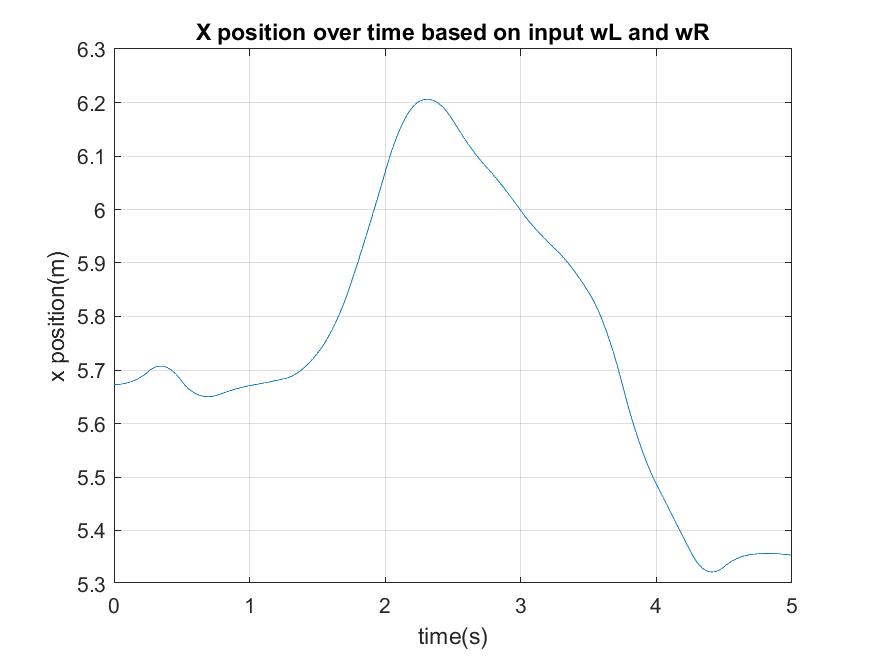 X position over time based on input wL and wR
6.3
6.2
6.1
6
5.9
5.8
5.7
5.6
5.5
5.4
5.3
x position(m)
0 1 2 3 4 5
time(s)